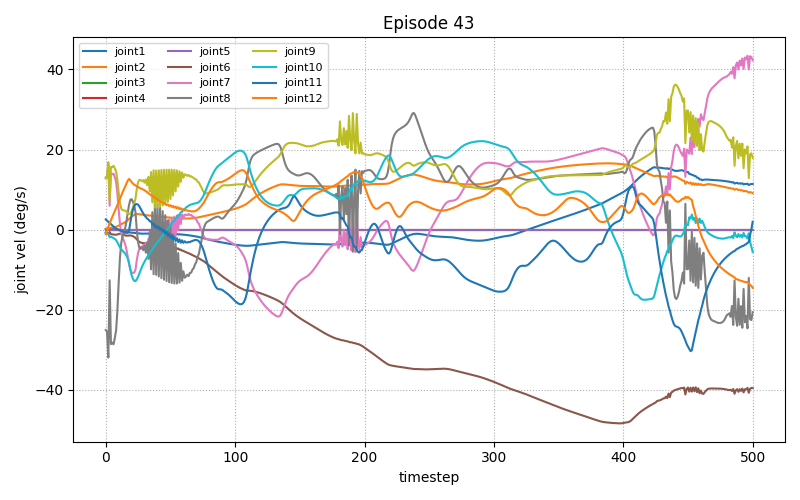 Episode 43
joint1
joint2
joint3
joint4
joint5
joint6
joint7
joint8
joint9
joint10
joint11
joint12
40
20
0
−20
−40
joint vel (deg/s)
0
100
200
300
400
500
timestep